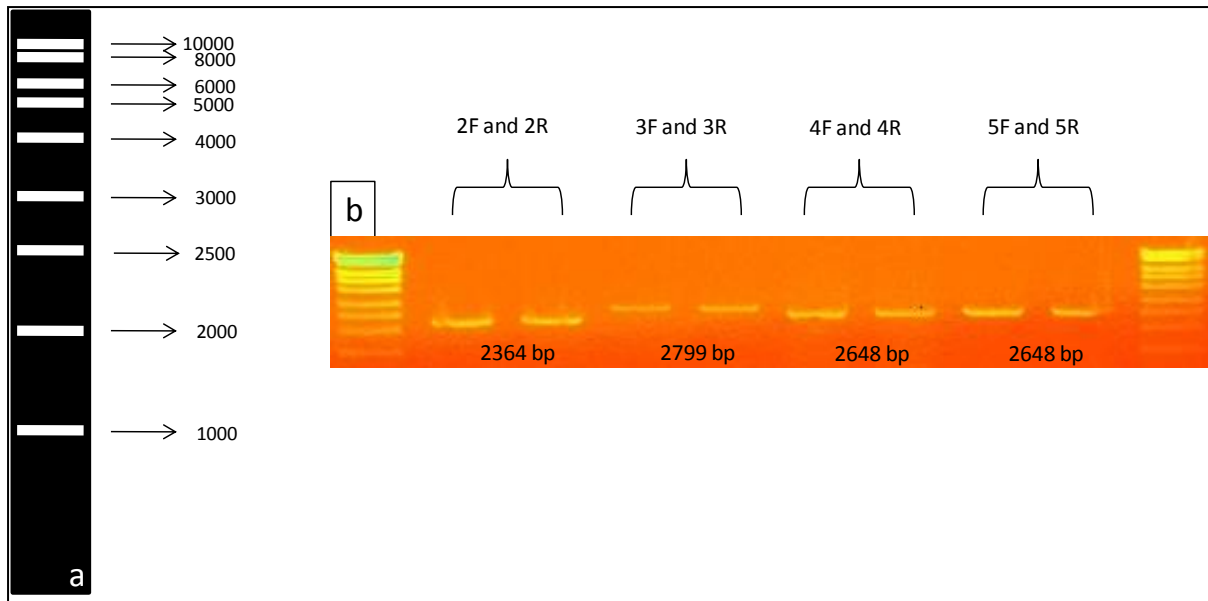 10000
8000
6000
5000
4000
3000
2500
2000
1000
a
2F and 2R
3F and 3R
4F and 4R
5F and 5R
b
2364 bp
2799 bp
2648 bp
2648 bp